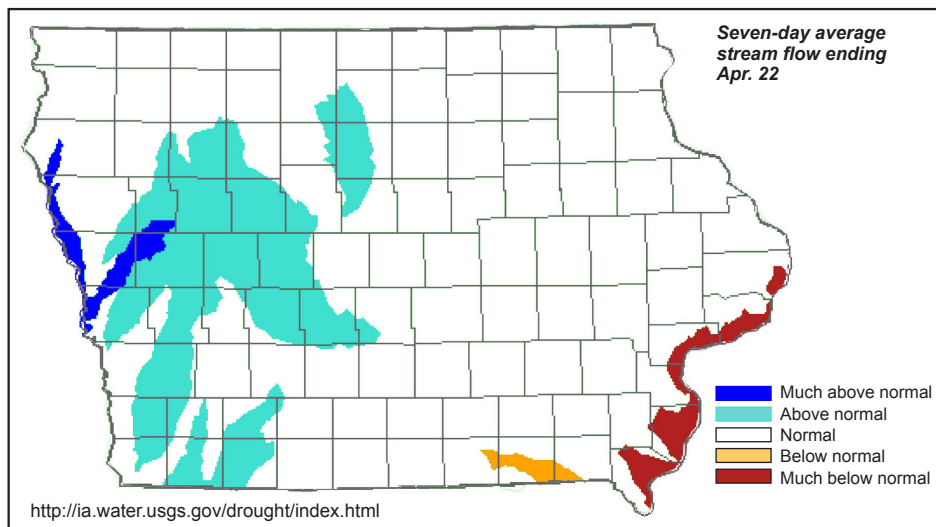 Seven-day average
stream flow ending
Apr. 22
Much above normal
Above normal
Normal
Below normal
Much below normal
http://ia.water.usgs.gov/drought/index.html